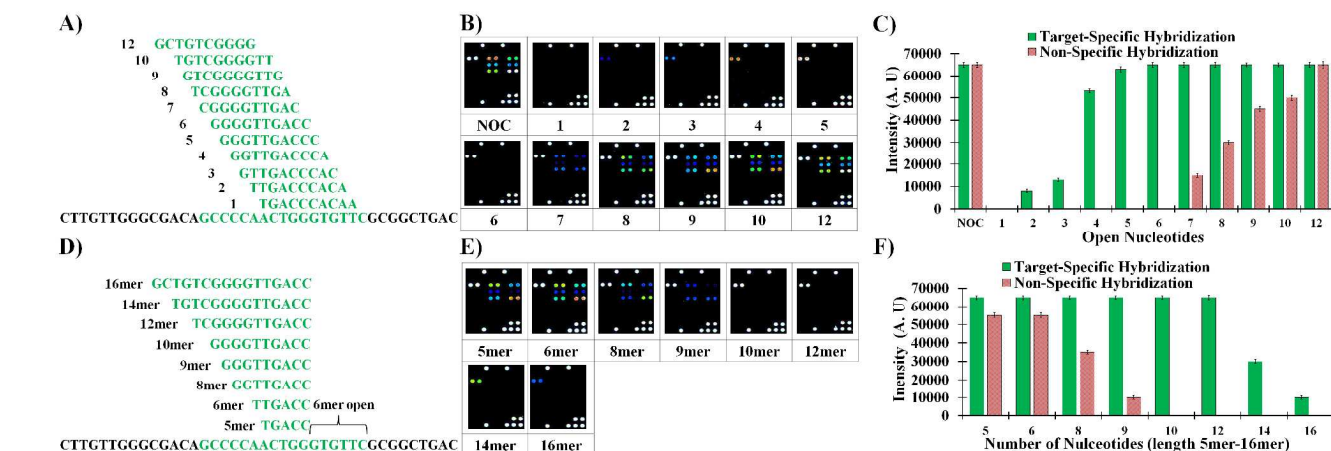 A)
12 GCTGTCGGGG
10 TGTCGGGGTT
9 GTCGGGGTTG
8 TCGGGGTTGA
7 CGGGGTTGAC
6 GGGGTTGACC
5 GGGTTGACCC
4 GGTTGACCCA
3 GTTGACCCAC
2 TTGACCCACA
1 TGACCCACAA
CTTGTTGGGCGACAGCCCCAACTGGGTGTTCGCGGCTGAC
B)
NOC 1 2 3 4 5
6 7 8 9 10 12
C)
Target-Specific Hybridization
Non-Specific Hybridization
Intensity (A. U)
70000
60000
50000
40000
30000
20000
10000
0
NOC 1 2 3 4 5 6 7 8 9 10 12
Open Nucleotides
D)
16mer GCTGTCGGGGTTGACC
14mer TGTCGGGGTTGACC
12mer TCGGGGTTGACC
10mer GGGGTTGACC
9mer GGGTTGACC
8mer GGTTGACC
6mer TTGACC 6mer open
5mer TGACC
CTTGTTGGGCGACAGCCCCAACTGGGTGTTCGCGGCTGAC
E)
5mer 6mer 8mer 9mer 10mer 12mer
14mer 16mer
F)
Target-Specific Hybridization
Non-Specific Hybridization
Intensity (A. U)
70000
60000
50000
40000
30000
20000
10000
0
5 6 8 9 10 12 14 16
Number of Nulceotides (length 5mer-16mer)